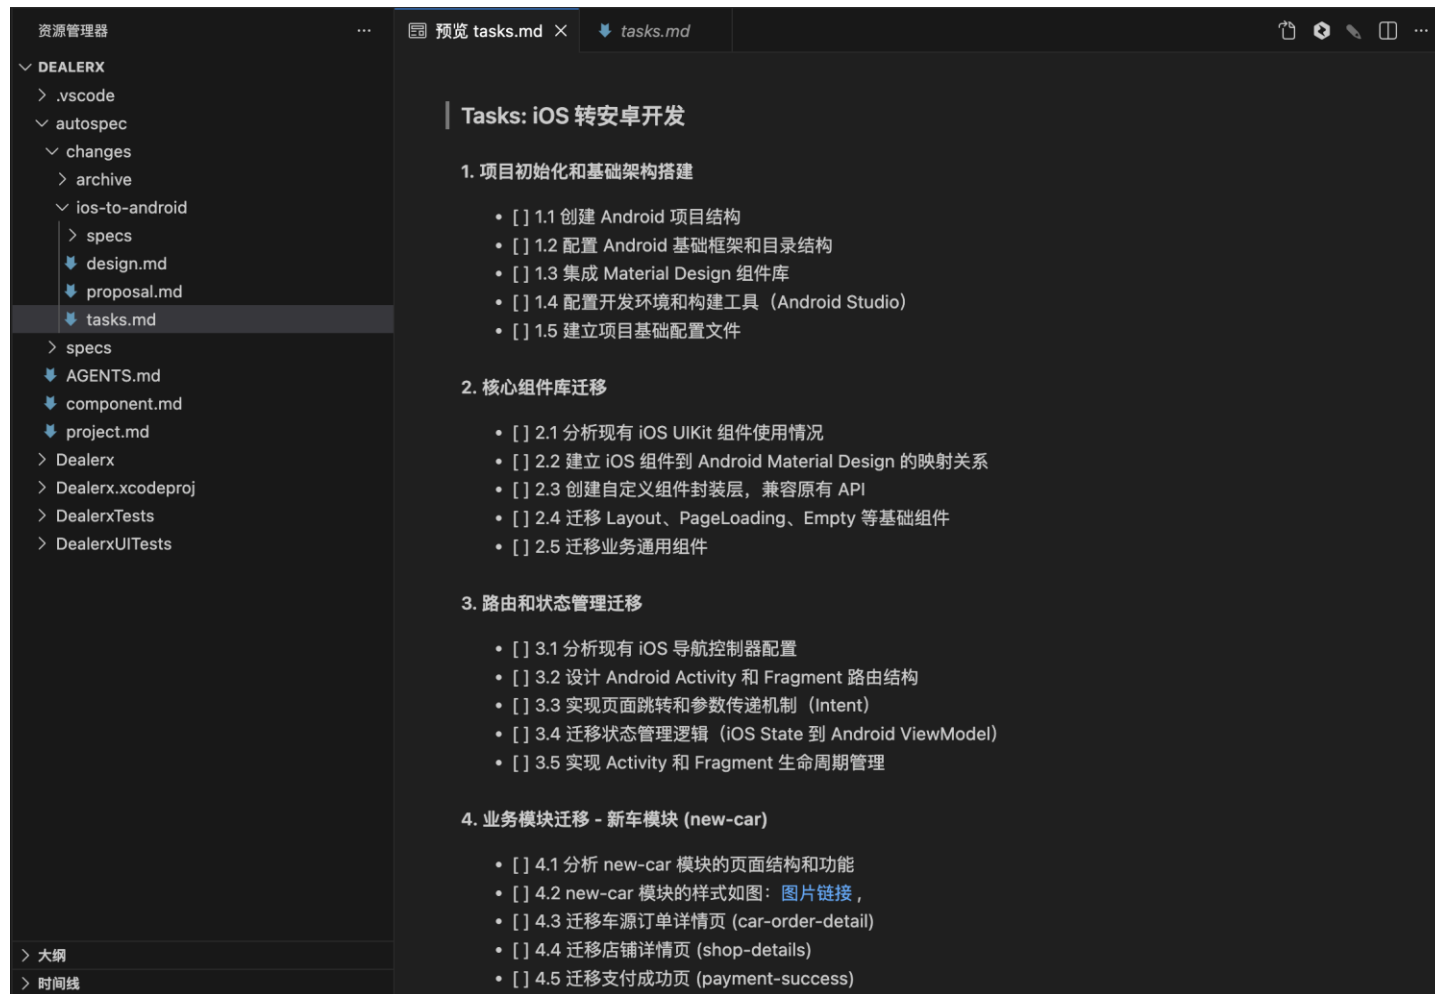 资源管理器
DEALERX
.vscode
autospec
changes
archive
ios-to-android
specs
design.md
proposal.md
tasks.md
specs
AGENTS.md
component.md
project.md
Dealerx
Dealerx.xcodeproj
DealerxTests
DealerxUITests
大纲
时间线
预览 tasks.md
tasks.md
Tasks: iOS 转安卓开发
1. 项目初始化和基础架构搭建
• [ ] 1.1 创建 Android 项目结构
• [ ] 1.2 配置 Android 基础框架和目录结构
• [ ] 1.3 集成 Material Design 组件库
• [ ] 1.4 配置开发环境和构建工具（Android Studio）
• [ ] 1.5 建立项目基础配置文件
2. 核心组件库迁移
• [ ] 2.1 分析现有 iOS UIKit 组件使用情况
• [ ] 2.2 建立 iOS 组件到 Android Material Design 的映射关系
• [ ] 2.3 创建自定义组件封装层，兼容原有 API
• [ ] 2.4 迁移 Layout、PageLoading、Empty 等基础组件
• [ ] 2.5 迁移业务通用组件
3. 路由和状态管理迁移
• [ ] 3.1 分析现有 iOS 导航控制器配置
• [ ] 3.2 设计 Android Activity 和 Fragment 路由结构
• [ ] 3.3 实现页面跳转和参数传递机制（Intent）
• [ ] 3.4 迁移状态管理逻辑（iOS State 到 Android ViewModel）
• [ ] 3.5 实现 Activity 和 Fragment 生命周期管理
4. 业务模块迁移 - 新车模块 (new-car)
• [ ] 4.1 分析 new-car 模块的页面结构和功能
• [ ] 4.2 new-car 模块的样式如图：图片链接 ,
• [ ] 4.3 迁移车源订单详情页 (car-order-detail)
• [ ] 4.4 迁移店铺详情页 (shop-details)
• [ ] 4.5 迁移支付成功页 (payment-success)